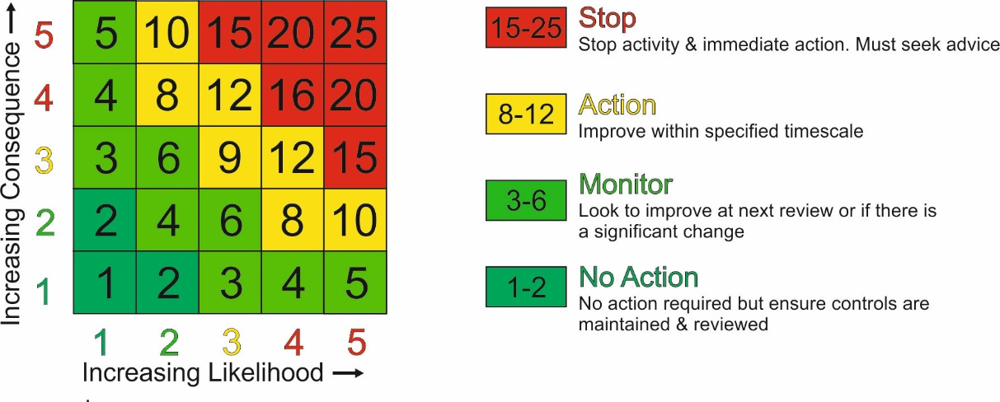 Increasing Consequence
5 5 10 15 20 25
4 4 8 12 16 20
3 3 6 9 12 15
2 2 4 6 8 10
1 1 2 3 4 5
1 2 3 4 5
Increasing Likelihood
15-25 Stop
Stop activity & immediate action. Must seek advice
8-12 Action
Improve within specified timescale
3-6 Monitor
Look to improve at next review or if there is
a significant change
1-2 No Action
No action required but ensure controls are
maintained & reviewed